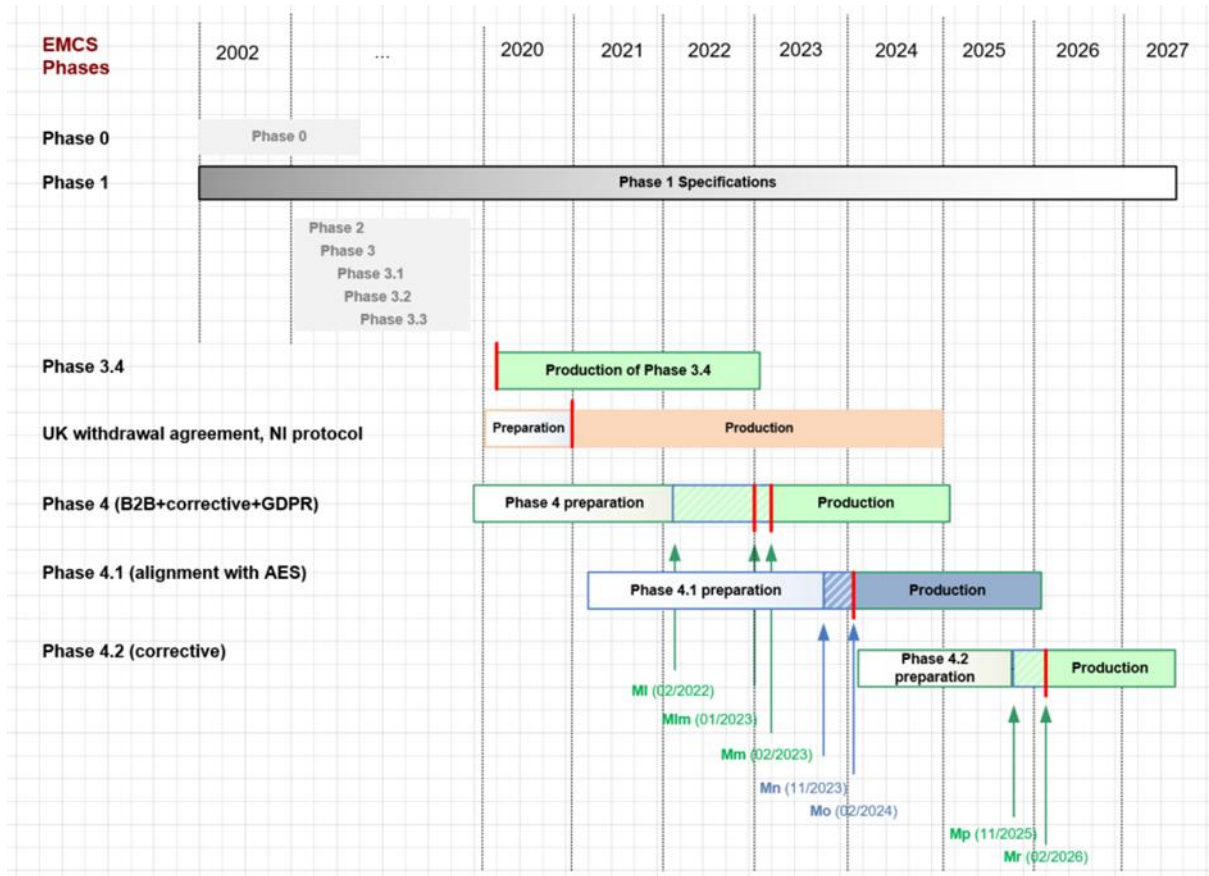 EMCS
Phases
2002
...
2020
2021
2022
2023
2024
2025
2026
2027
Phase 0
Phase 0
Phase 1
Phase 1 Specifications
Phase 2
Phase 3
Phase 3.1
Phase 3.2
Phase 3.3
Phase 3.4
Production of Phase 3.4
UK withdrawal agreement, NI protocol
Preparation
Production
Phase 4 (B2B+corrective+GDPR)
Phase 4 preparation
Production
Phase 4.1 (alignment with AES)
Phase 4.1 preparation
Production
Phase 4.2 (corrective)
Phase 4.2
preparation
Production
Ml (02/2022)
Mlm (01/2023)
Mm (02/2023)
Mn (11/2023)
Mo (02/2024)
Mp (11/2025)
Mr (02/2026)